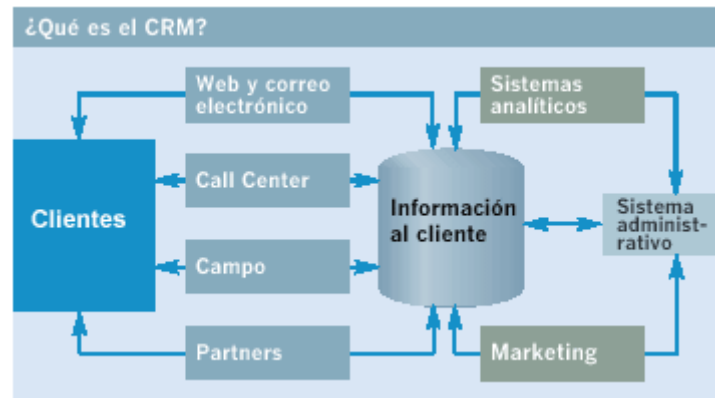 ¿Qué es el CRM?
Web y correo
electrónico
Sistemas
analíticos
Call Center
Clientes
Información
al cliente
Sistema
administ-
rativo
Campo
Partners
Marketing